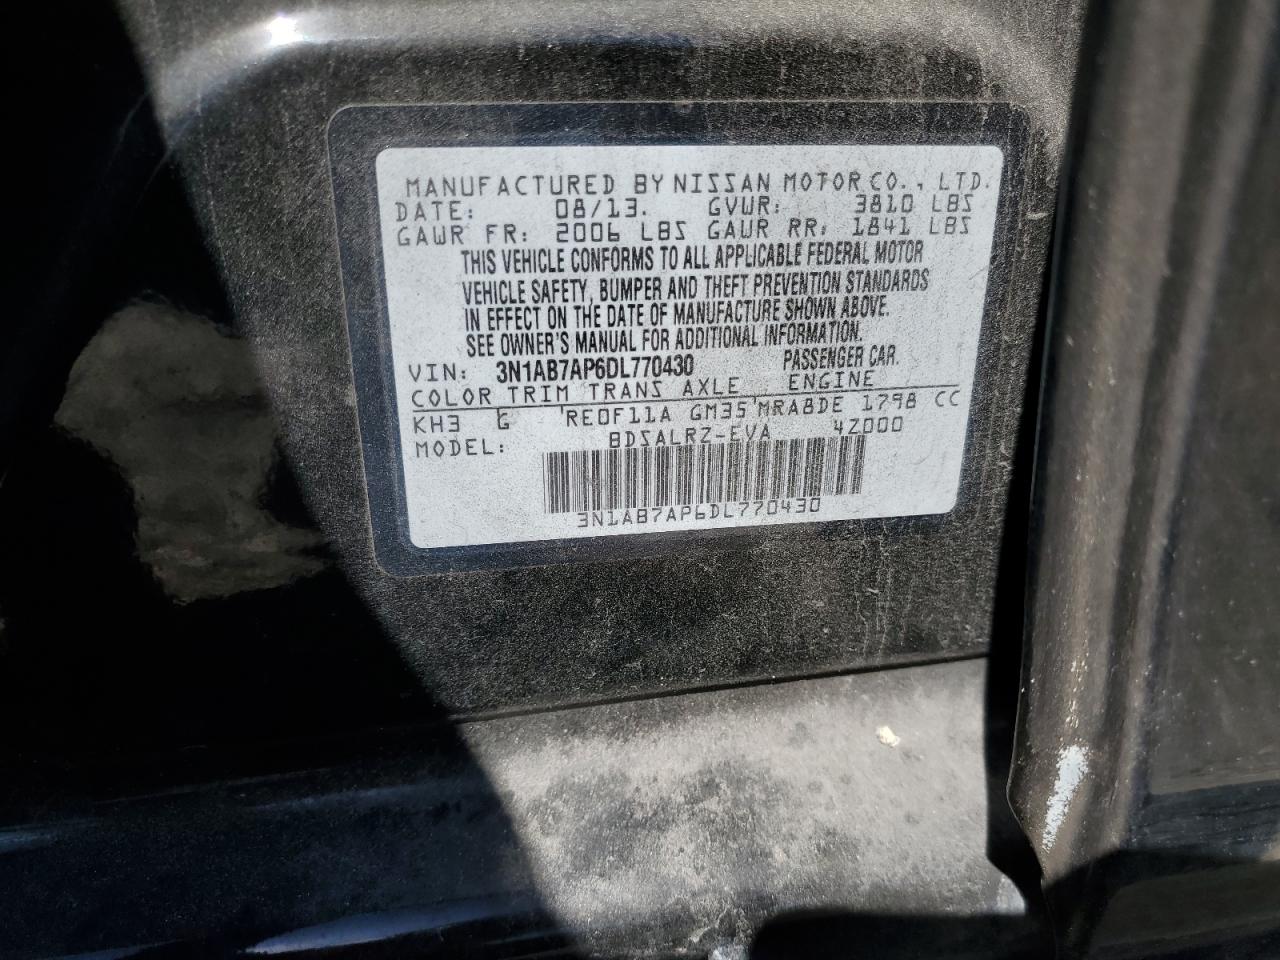 MANUFACTURED BY NISSAN MOTOR CO., LTD.
DATE: 08/13. GVWR: 3810 LBS
GAWR FR: 2006 LBS GAWR RR: 1841 LBS
THIS VEHICLE CONFORMS TO ALL APPLICABLE FEDERAL MOTOR
VEHICLE SAFETY, BUMPER AND THEFT PREVENTION STANDARDS
IN EFFECT ON THE DATE OF MANUFACTURE SHOWN ABOVE.
SEE OWNER'S MANUAL FOR ADDITIONAL INFORMATION.
VIN: 3N1AB7AP6DL770430 PASSENGER CAR.
COLOR TRIM TRANS AXLE ENGINE
KH3 G RE0F11A GM35 MRA8DE 1798 CC
MODEL: BDSALRZ-EVA 4Z000
3N1AB7AP6DL770430